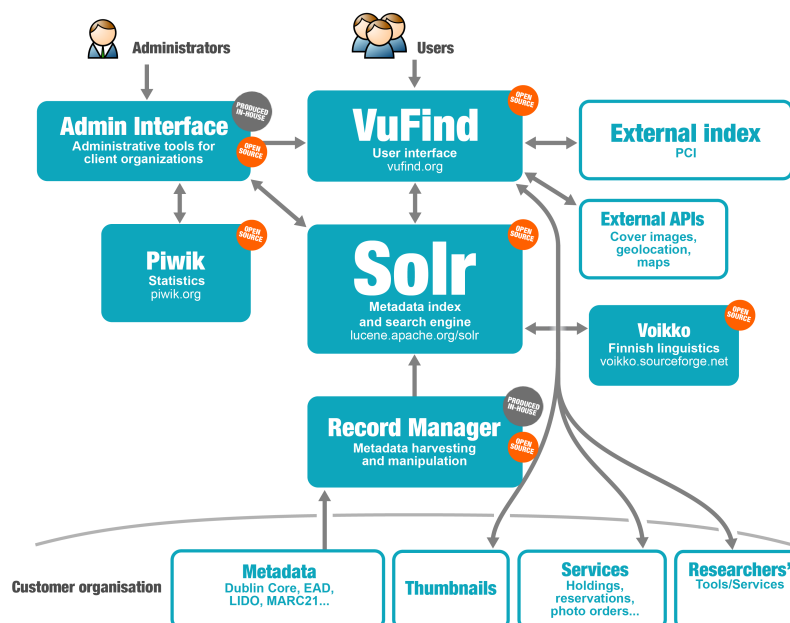 Administrators
Users
PRODUCED
IN-HOUSE
Admin Interface
Administrative tools for
client organizations
OPEN
SOURCE
OPEN
SOURCE
VuFind
User interface
vufind.org
External index
PCI
OPEN
SOURCE
Piwik
Statistics
piwik.org
OPEN
SOURCE
Solr
Metadata index
and search engine
lucene.apache.org/solr
External APIs
Cover images,
geolocation,
maps
OPEN
SOURCE
Voikko
Finnish linguistics
voikko.sourceforge.net
PRODUCED
IN-HOUSE
Record Manager
Metadata harvesting
and manipulation
OPEN
SOURCE
Customer organisation
Metadata
Dublin Core, EAD,
LIDO, MARC21...
Thumbnails
Services
Holdings,
reservations,
photo orders...
Researchers'
Tools/Services